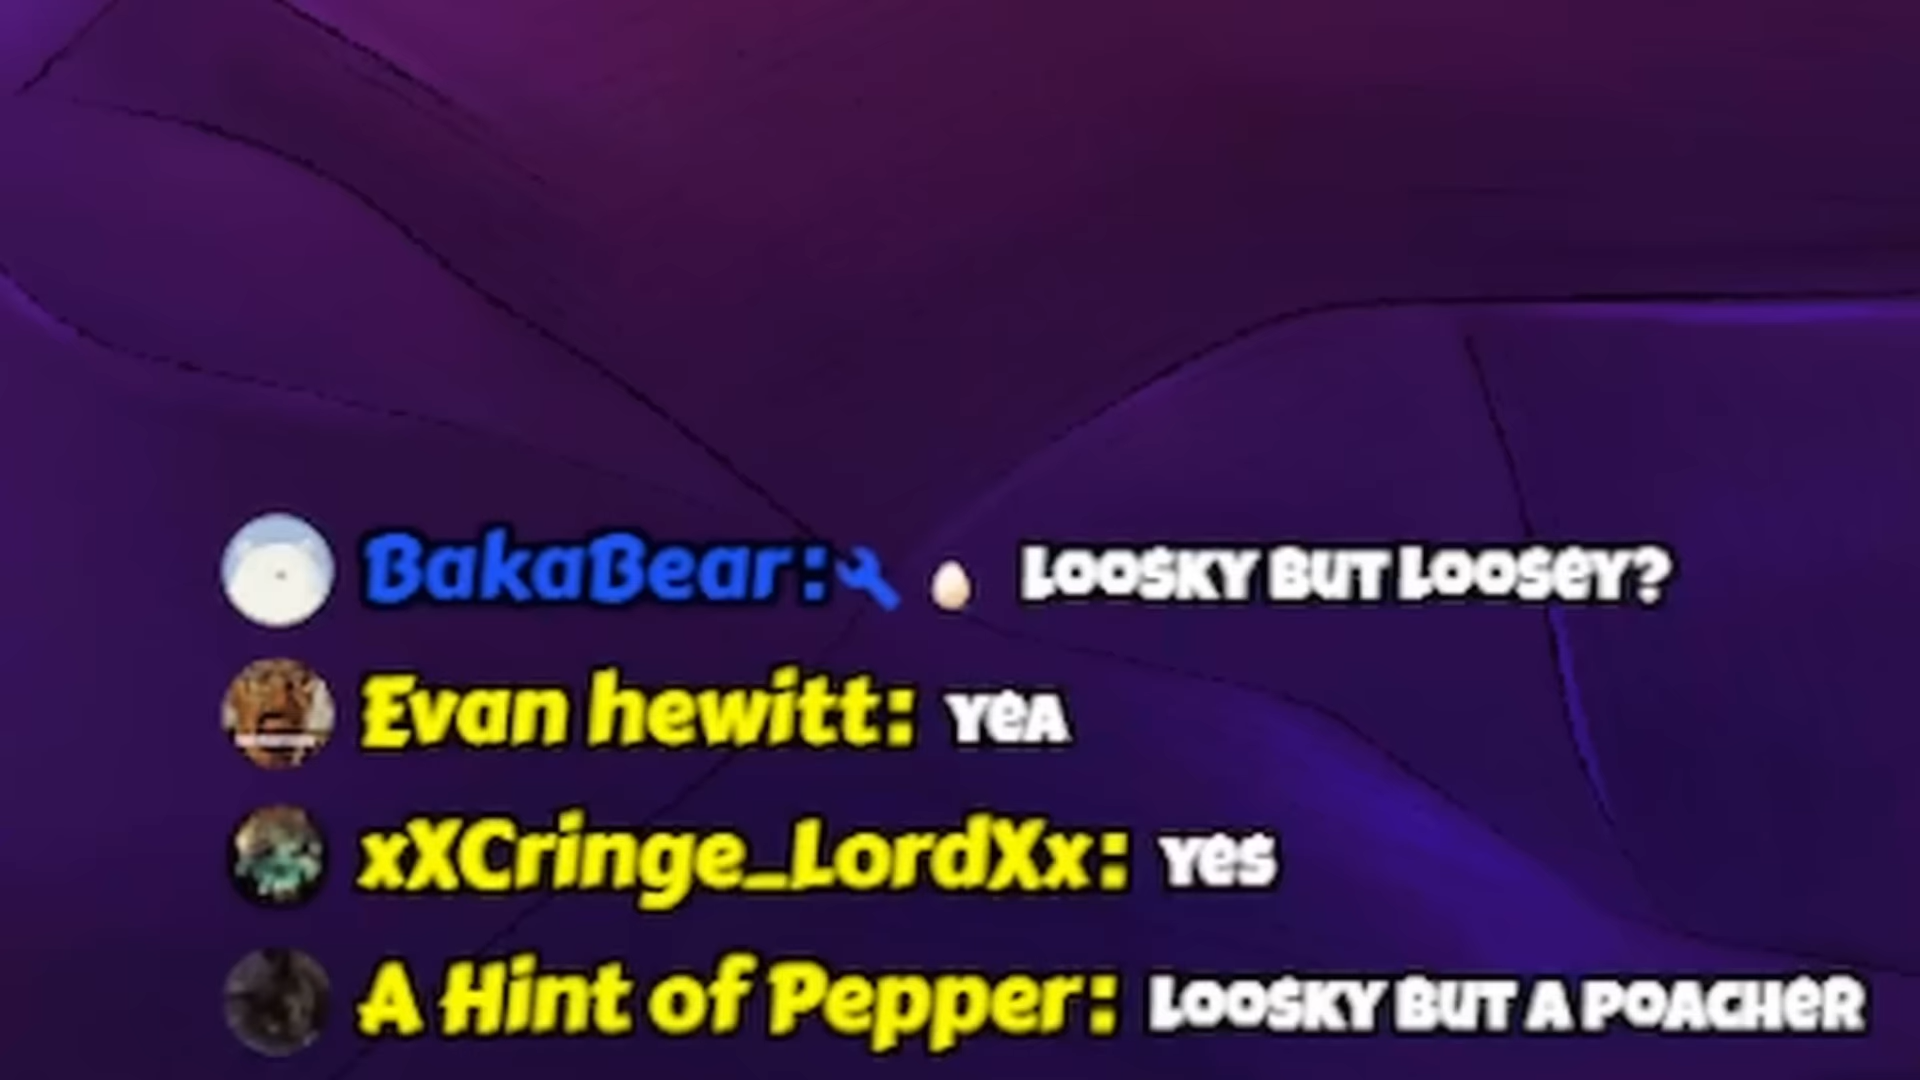 BakaBear: LOOSKY BUT LOOSEY?
Evan hewitt: YEA
xXCringe_LordXx: YES
A Hint of Pepper: LOOSKY BUT A POACHER